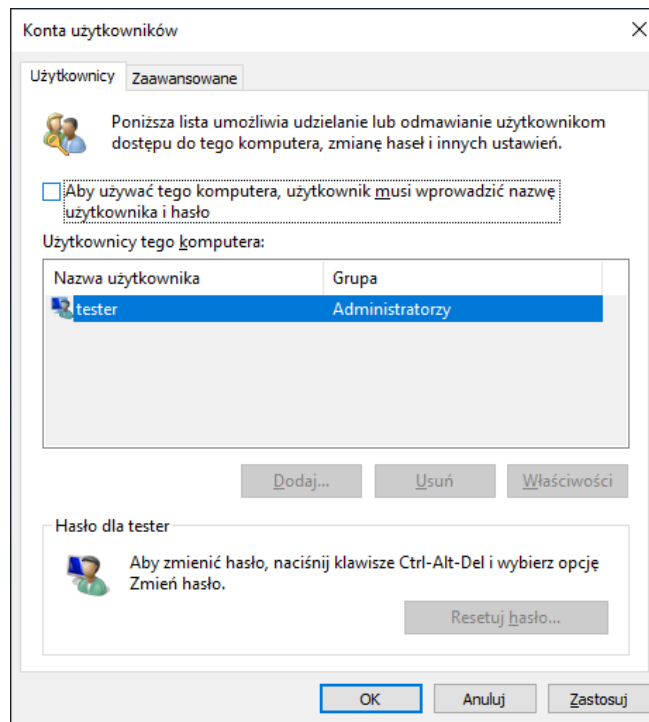 Konta użytkowników
Użytkownicy Zaawansowane
Poniższa lista umożliwia udzielanie lub odmawianie użytkownikom
dostępu do tego komputera, zmianę haseł i innych ustawień.
Aby używać tego komputera, użytkownik musi wprowadzić nazwę
użytkownika i hasło
Użytkownicy tego komputera:
Nazwa użytkownika Grupa
tester Administratorzy
Dodaj... Usuń Właściwości
Hasło dla tester
Aby zmienić hasło, naciśnij klawisze Ctrl-Alt-Del i wybierz opcję
Zmień hasło.
Resetuj hasło...
OK Anuluj Zastosuj